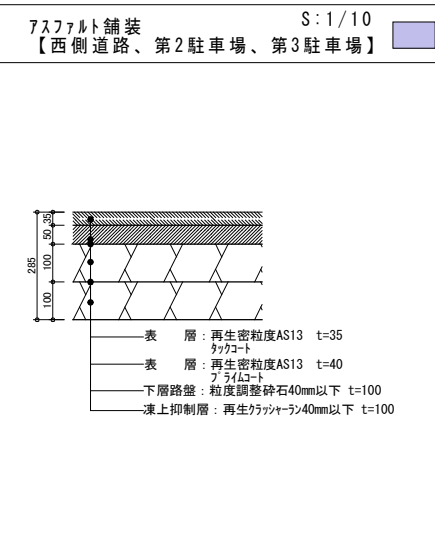 アスファルト舗装 S:1/10
【西側道路、第2駐車場、第3駐車場】
35
50
285
100
100
表　層：再生密粒度AS13 t=35
タックコート
表　層：再生密粒度AS13 t=40
プライムコート
下層路盤：粒度調整砕石40mm以下 t=100
凍上抑制層：再生クラッシャーラン40mm以下 t=100